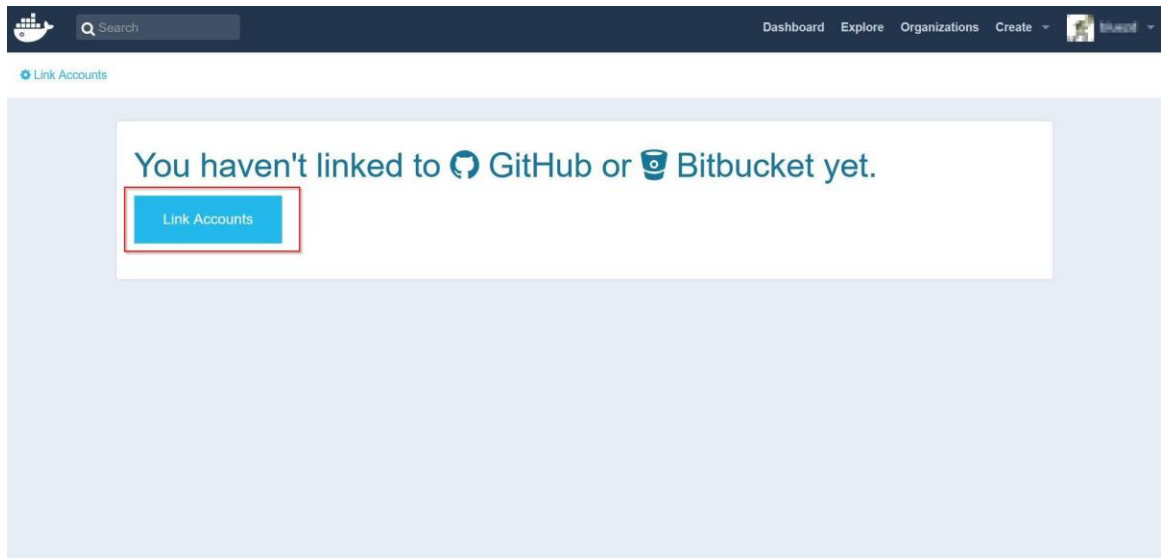 Search
Dashboard Explore Organizations Create
Link Accounts
You haven't linked to GitHub or Bitbucket yet.
Link Accounts